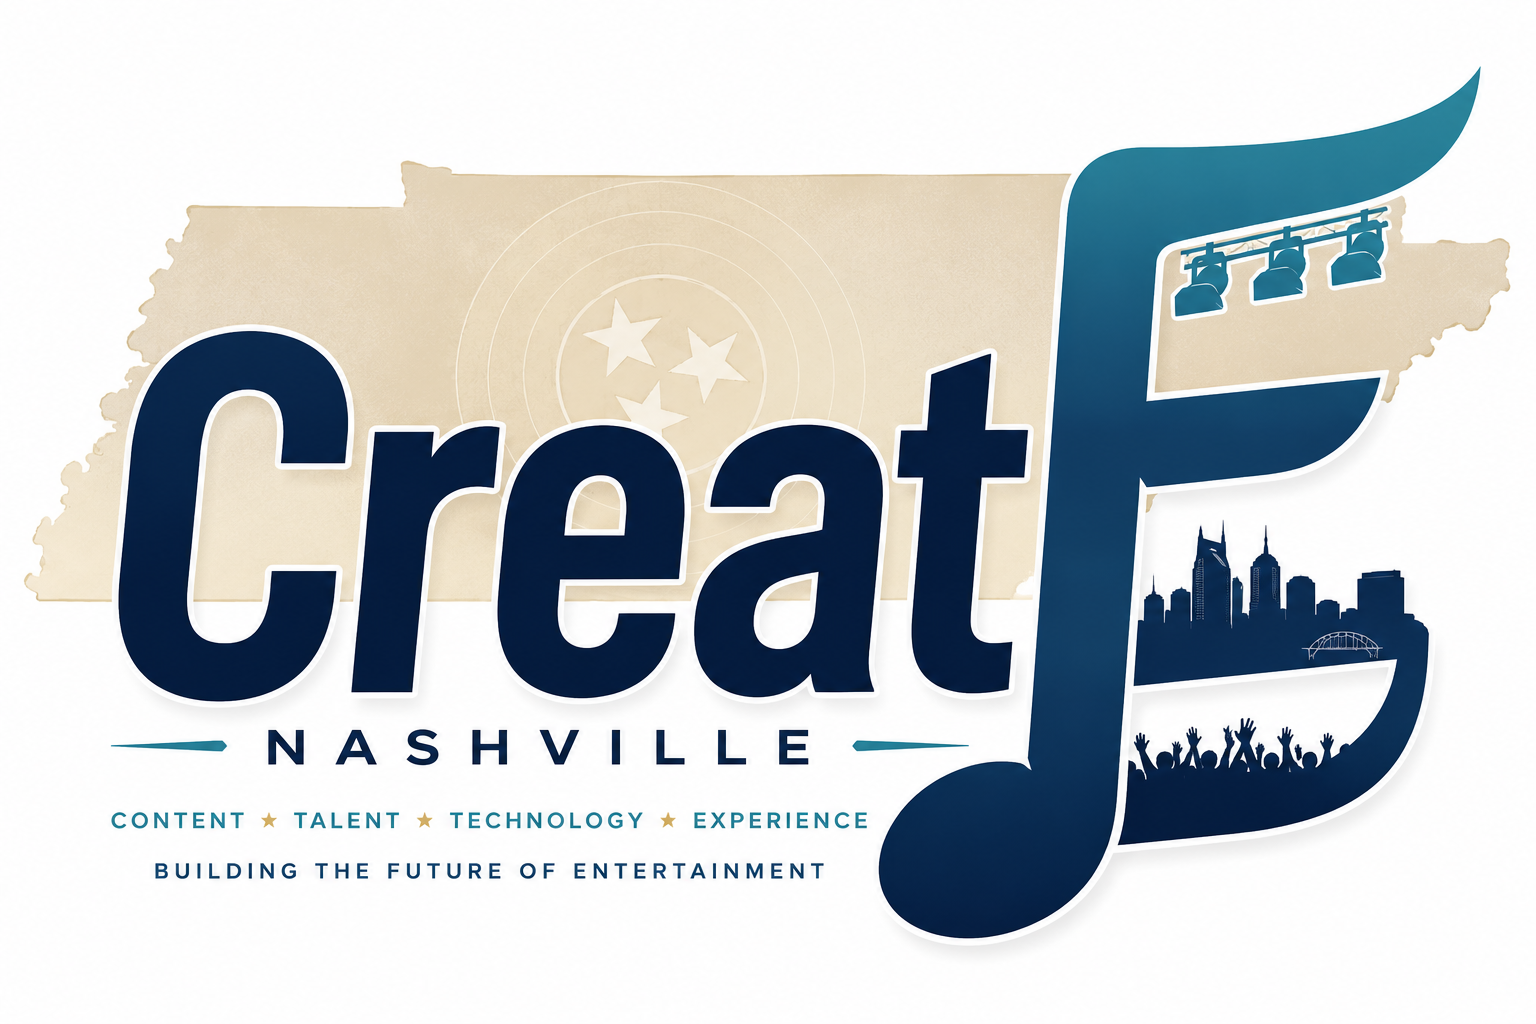 CreatE
NASHVILLE
CONTENT ★ TALENT ★ TECHNOLOGY ★ EXPERIENCE
BUILDING THE FUTURE OF ENTERTAINMENT